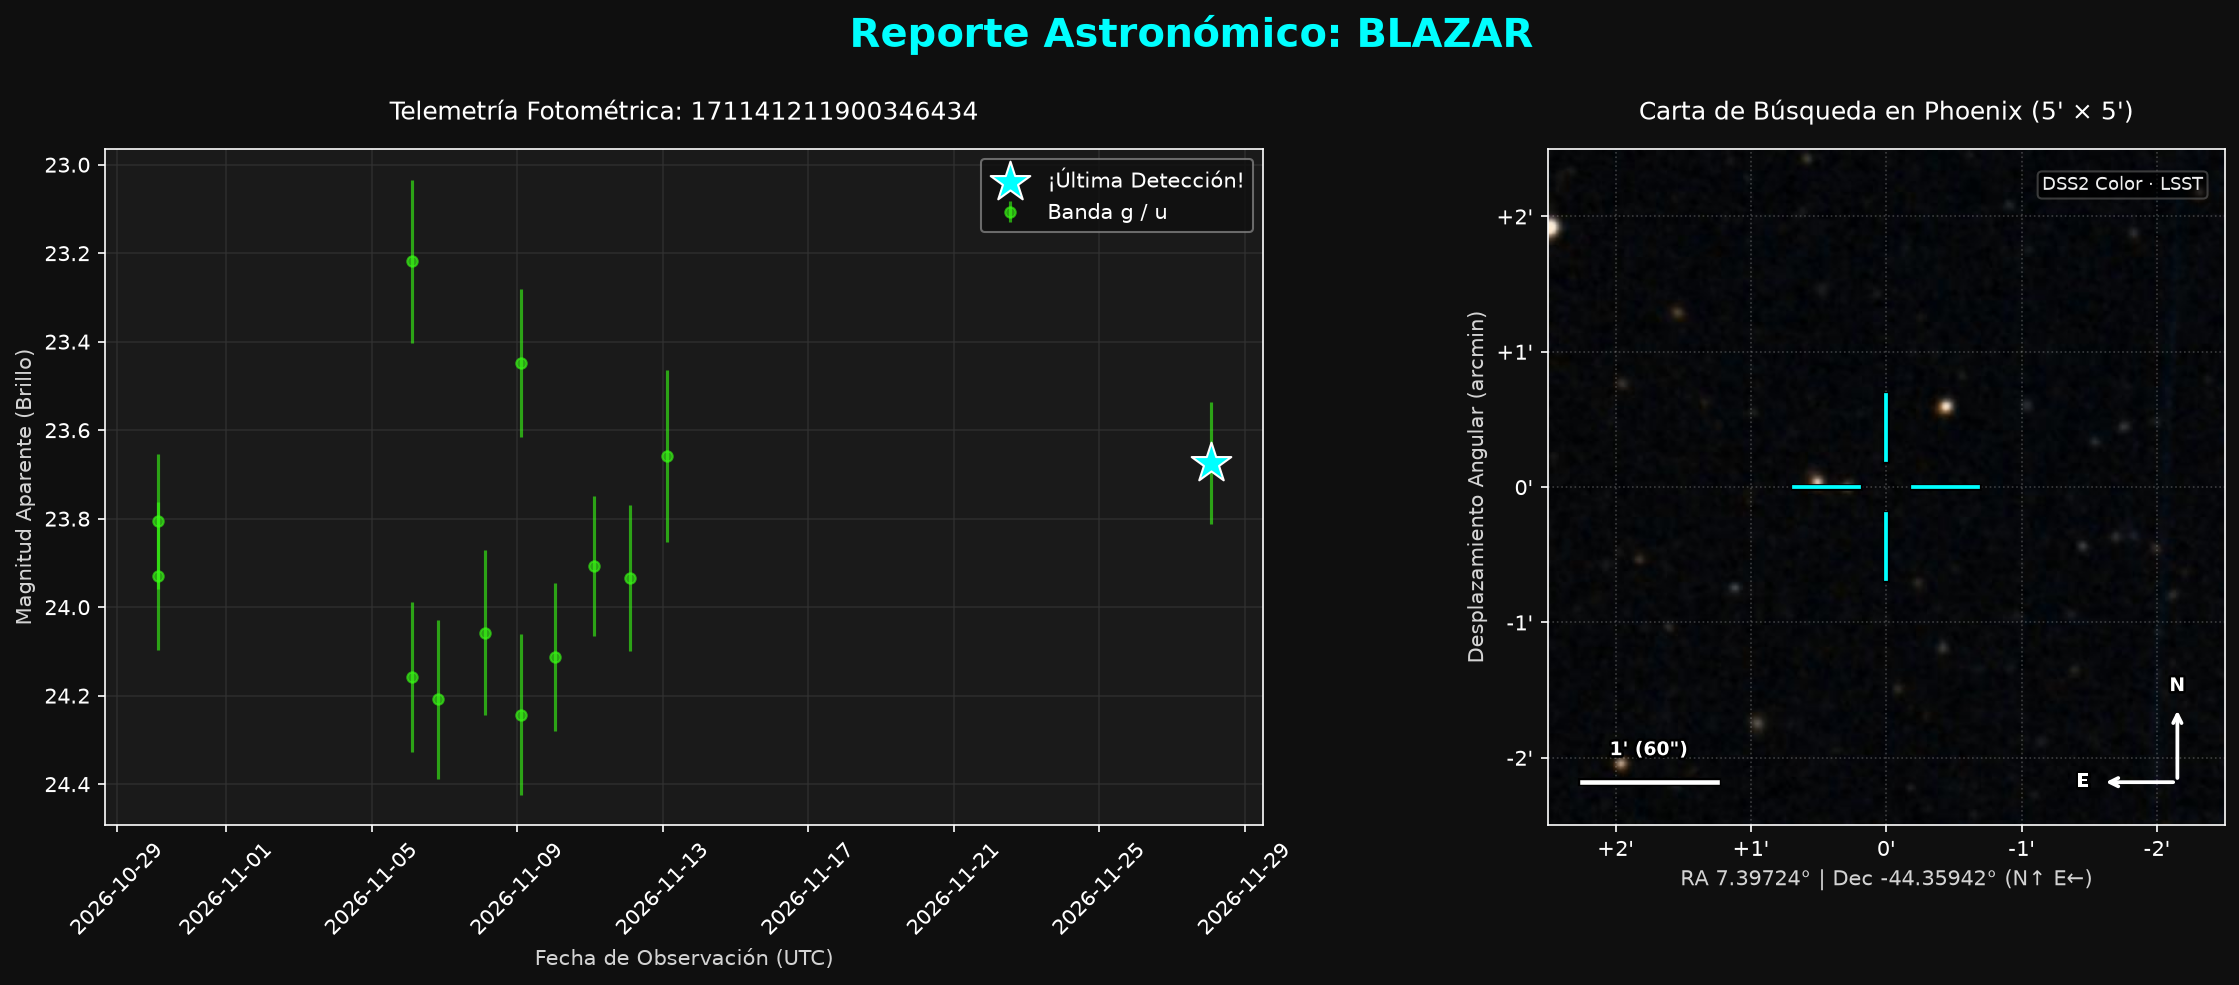 Reporte Astronómico: BLAZAR
Telemetría Fotométrica: 171141211900346434
Magnitud Aparente (Brillo)
23.0
23.2
23.4
23.6
23.8
24.0
24.2
24.4
¡Última Detección!
Banda g / u
2026-10-29
2026-11-01
2026-11-05
2026-11-09
2026-11-13
2026-11-17
2026-11-21
2026-11-25
2026-11-29
Fecha de Observación (UTC)
Carta de Búsqueda en Phoenix (5' × 5')
Desplazamiento Angular (arcmin)
+2'
+1'
0'
-1'
-2'
DSS2 Color · LSST
1' (60")
N
E
+2'
+1'
0'
-1'
-2'
RA 7.39724° | Dec -44.35942° (N↑ E←)